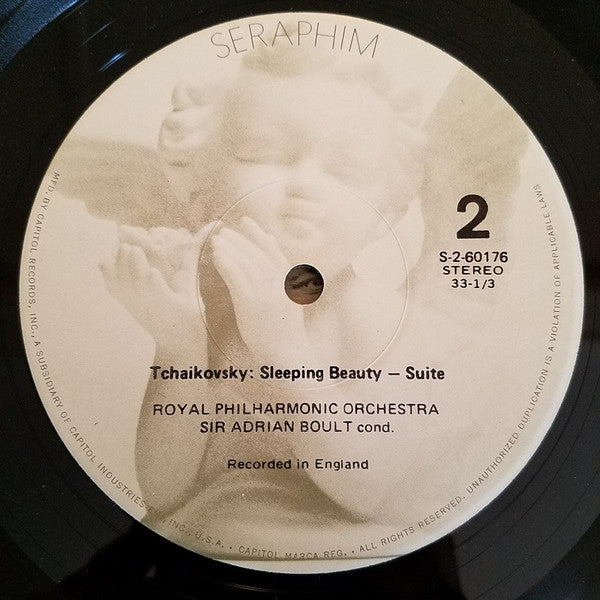 SERAPHIM
2
S-2-60176
STEREO
33-1/3
Tchaikovsky: Sleeping Beauty — Suite
ROYAL PHILHARMONIC ORCHESTRA
SIR ADRIAN BOULT cond.
Recorded in England
MFD. BY CAPITOL RECORDS, INC., A SUBSIDIARY OF CAPITOL INDUSTRIES INC., U.S.A. • CAPITOL MARCA REG. • ALL RIGHTS RESERVED. UNAUTHORIZED DUPLICATION IS A VIOLATION OF APPLICABLE LAWS